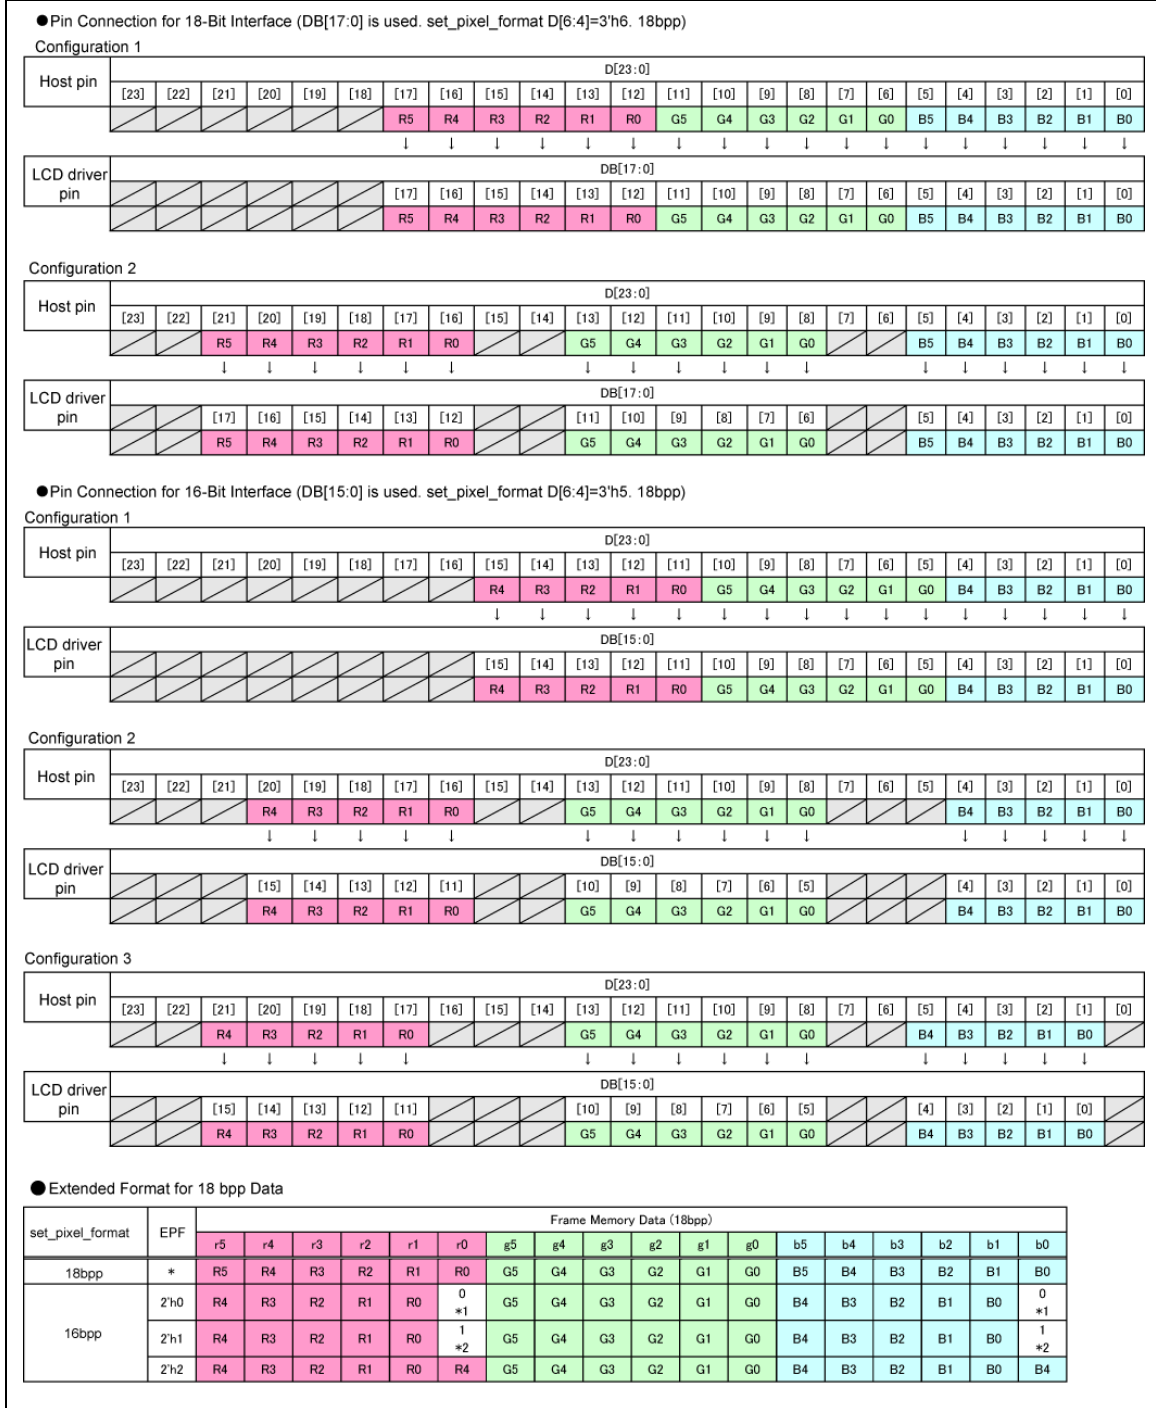 ●Pin Connection for 18-Bit Interface (DB[17:0] is used. set_pixel_format D[6:4]=3'h6. 18bpp)
Configuration 1
Host pin
D[23:0]
[23] [22] [21] [20] [19] [18] [17] [16] [15] [14] [13] [12] [11] [10] [9] [8] [7] [6] [5] [4] [3] [2] [1] [0]
R5 R4 R3 R2 R1 R0 G5 G4 G3 G2 G1 G0 B5 B4 B3 B2 B1 B0
↓ ↓ ↓ ↓ ↓ ↓ ↓ ↓ ↓ ↓ ↓ ↓ ↓ ↓ ↓ ↓ ↓ ↓
LCD driver
pin
DB[17:0]
[17] [16] [15] [14] [13] [12] [11] [10] [9] [8] [7] [6] [5] [4] [3] [2] [1] [0]
R5 R4 R3 R2 R1 R0 G5 G4 G3 G2 G1 G0 B5 B4 B3 B2 B1 B0
Configuration 2
Host pin
D[23:0]
[23] [22] [21] [20] [19] [18] [17] [16] [15] [14] [13] [12] [11] [10] [9] [8] [7] [6] [5] [4] [3] [2] [1] [0]
R5 R4 R3 R2 R1 R0 G5 G4 G3 G2 G1 G0 B5 B4 B3 B2 B1 B0
↓ ↓ ↓ ↓ ↓ ↓ ↓ ↓ ↓ ↓ ↓ ↓ ↓ ↓ ↓ ↓ ↓ ↓
LCD driver
pin
DB[17:0]
[17] [16] [15] [14] [13] [12] [11] [10] [9] [8] [7] [6] [5] [4] [3] [2] [1] [0]
R5 R4 R3 R2 R1 R0 G5 G4 G3 G2 G1 G0 B5 B4 B3 B2 B1 B0
●Pin Connection for 16-Bit Interface (DB[15:0] is used. set_pixel_format D[6:4]=3'h5. 18bpp)
Configuration 1
Host pin
D[23:0]
[23] [22] [21] [20] [19] [18] [17] [16] [15] [14] [13] [12] [11] [10] [9] [8] [7] [6] [5] [4] [3] [2] [1] [0]
R4 R3 R2 R1 R0 G5 G4 G3 G2 G1 G0 B4 B3 B2 B1 B0
↓ ↓ ↓ ↓ ↓ ↓ ↓ ↓ ↓ ↓ ↓ ↓ ↓ ↓ ↓ ↓
LCD driver
pin
DB[15:0]
[15] [14] [13] [12] [11] [10] [9] [8] [7] [6] [5] [4] [3] [2] [1] [0]
R4 R3 R2 R1 R0 G5 G4 G3 G2 G1 G0 B4 B3 B2 B1 B0
Configuration 2
Host pin
D[23:0]
[23] [22] [21] [20] [19] [18] [17] [16] [15] [14] [13] [12] [11] [10] [9] [8] [7] [6] [5] [4] [3] [2] [1] [0]
R4 R3 R2 R1 R0 G5 G4 G3 G2 G1 G0 B4 B3 B2 B1 B0
↓ ↓ ↓ ↓ ↓ ↓ ↓ ↓ ↓ ↓ ↓ ↓ ↓ ↓ ↓ ↓
LCD driver
pin
DB[15:0]
[15] [14] [13] [12] [11] [10] [9] [8] [7] [6] [5] [4] [3] [2] [1] [0]
R4 R3 R2 R1 R0 G5 G4 G3 G2 G1 G0 B4 B3 B2 B1 B0
Configuration 3
Host pin
D[23:0]
[23] [22] [21] [20] [19] [18] [17] [16] [15] [14] [13] [12] [11] [10] [9] [8] [7] [6] [5] [4] [3] [2] [1] [0]
R4 R3 R2 R1 R0 G5 G4 G3 G2 G1 G0 B4 B3 B2 B1 B0
↓ ↓ ↓ ↓ ↓ ↓ ↓ ↓ ↓ ↓ ↓ ↓ ↓ ↓ ↓ ↓
LCD driver
pin
DB[15:0]
[15] [14] [13] [12] [11] [10] [9] [8] [7] [6] [5] [4] [3] [2] [1] [0]
R4 R3 R2 R1 R0 G5 G4 G3 G2 G1 G0 B4 B3 B2 B1 B0
●Extended Format for 18 bpp Data
set_pixel_format EPF Frame Memory Data (18bpp)
r5 r4 r3 r2 r1 r0 g5 g4 g3 g2 g1 g0 b5 b4 b3 b2 b1 b0
18bpp * R5 R4 R3 R2 R1 R0 G5 G4 G3 G2 G1 G0 B5 B4 B3 B2 B1 B0
16bpp
2'h0 R4 R3 R2 R1 R0 0 *1 G5 G4 G3 G2 G1 G0 B4 B3 B2 B1 B0 0 *1
2'h1 R4 R3 R2 R1 R0 1 *2 G5 G4 G3 G2 G1 G0 B4 B3 B2 B1 B0 1 *2
2'h2 R4 R3 R2 R1 R0 R4 G5 G4 G3 G2 G1 G0 B4 B3 B2 B1 B0 B4